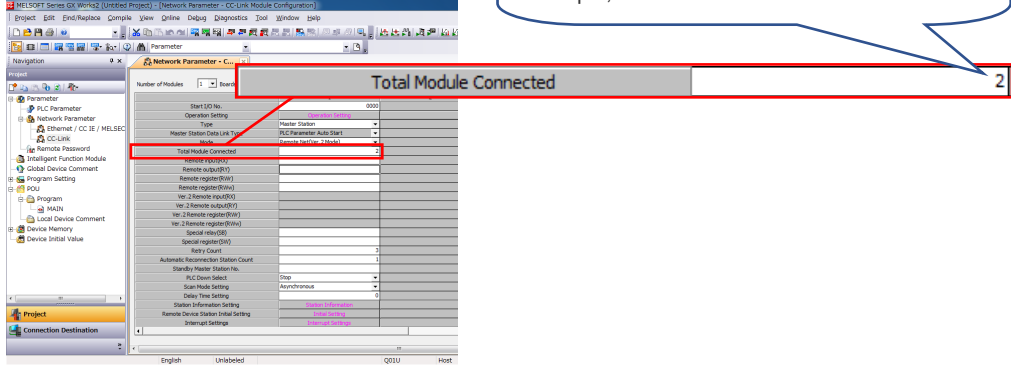 MELSOFT Series GX Works2 (Untitled Project) - [Network Parameter - CC-Link Module Configuration]
Project Edit Find/Replace Compile View Online Debug Diagnostics Tool Window Help
Parameter
Navigation
Network Parameter - C...
Project
Parameter
PLC Parameter
Network Parameter
Ethernet / CC IE / MELSEC
CC-Link
Remote Password
Intelligent Function Module
Global Device Comment
Program Setting
POU
Program
MAIN
Local Device Comment
Device Memory
Device Initial Value
Project
Connection Destination
Number of Modules 1 Boards
Total Module Connected 2
Start I/O No. 0000
Operation Setting Operation Setting
Type Master Station
Master Station Data Link Type PLC Parameter Auto Start
Mode Remote Net(Ver.2 Mode)
Total Module Connected 2
Remote input(RX)
Remote output(RY)
Remote register(RWr)
Remote register(RWw)
Ver.2 Remote input(RX)
Ver.2 Remote output(RY)
Ver.2 Remote register(RWr)
Ver.2 Remote register(RWw)
Special relay(SB)
Special register(SW)
Retry Count 3
Automatic Reconnection Station Count 1
Standby Master Station No.
PLC Down Select Stop
Scan Mode Setting Asynchronous
Delay Time Setting 0
Station Information Setting Station Information
Remote Device Station Initial Setting Initial Setting
Interrupt Settings Interrupt Settings
English Unlabeled Q01U Host